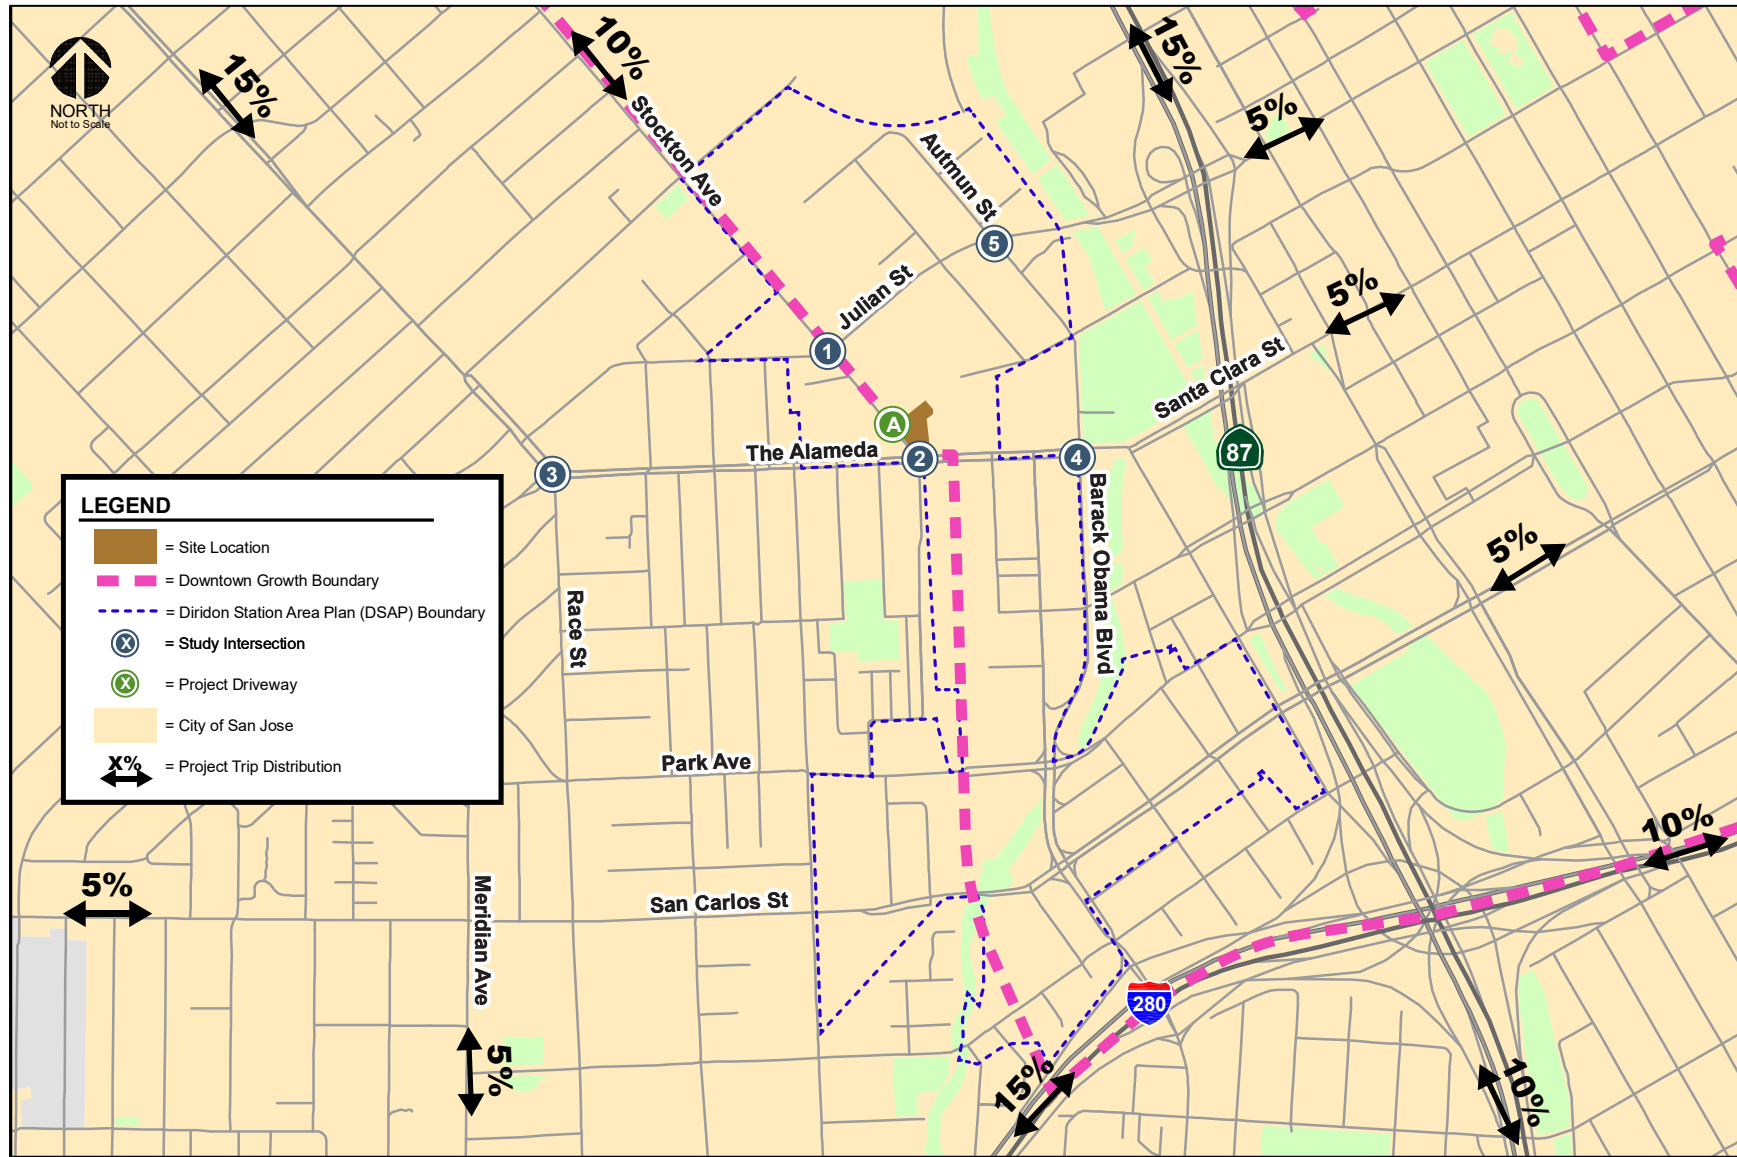 10%
15%
15%
NORTH
Not to Scale
5%
Stockton Ave
Autmun St
5
5%
Julian St
1
Santa Clara St
A
The Alameda
2
3
4
87
Barack Obama Blvd
LEGEND
= Site Location
= Downtown Growth Boundary
= Diridon Station Area Plan (DSAP) Boundary
X = Study Intersection
X = Project Driveway
= City of San Jose
X% = Project Trip Distribution
5%
Race St
Park Ave
10%
5%
Meridian Ave
San Carlos St
280
5%
15%
10%